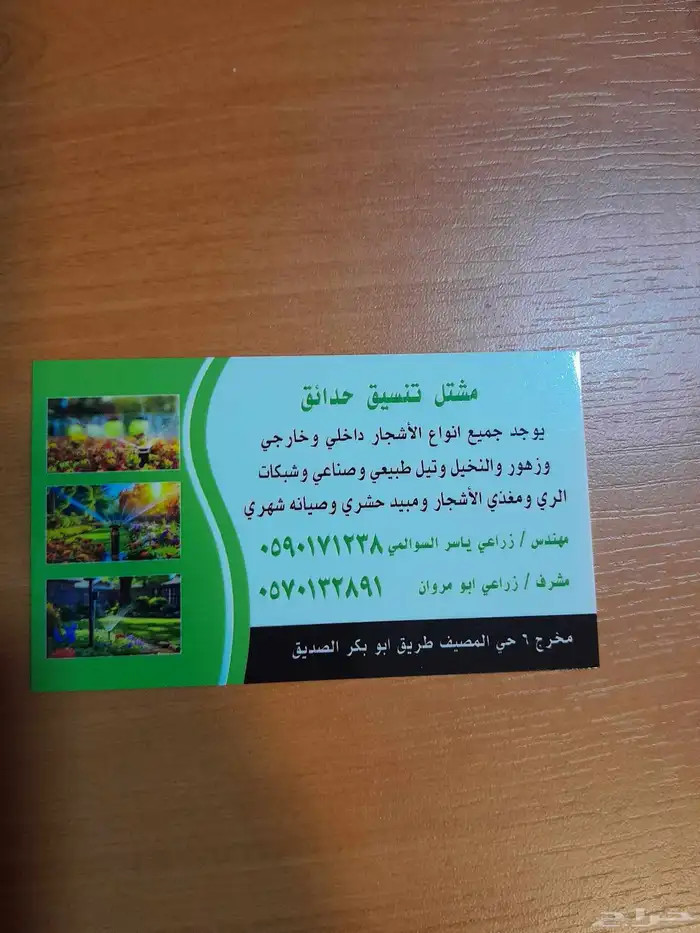 مشتل تنسيق حدائق
يوجد جميع انواع الأشجار داخلي وخارجي
وزهور والنخيل وتيل طبيعي وصناعي وشبكات
الري ومغذي الأشجار ومبيد حشري وصيانه شهري
مهندس / زراعي ياسر السوالمي ٠٥٩٠١٧١٢٣٨
مشرف / زراعي ابو مروان ٠٥٧٠١٣٢٨٩١
مخرج ٦ حي المصيف طريق ابو بكر الصديق
حراج